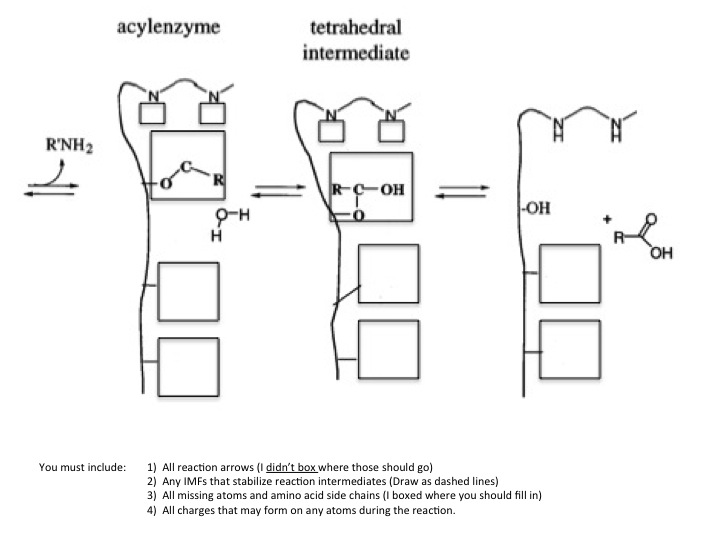 acylenzyme
tetrahedral
intermediate
R'NH2
N
N
O
C
R
O-H
H
N
N
R-C-OH
O
N
H
N
H
-OH
+
R
O
OH
You must include:
1) All reaction arrows (I didn't box where those should go)
2) Any IMFs that stabilize reaction intermediates (Draw as dashed lines)
3) All missing atoms and amino acid side chains (I boxed where you should fill in)
4) All charges that may form on any atoms during the reaction.